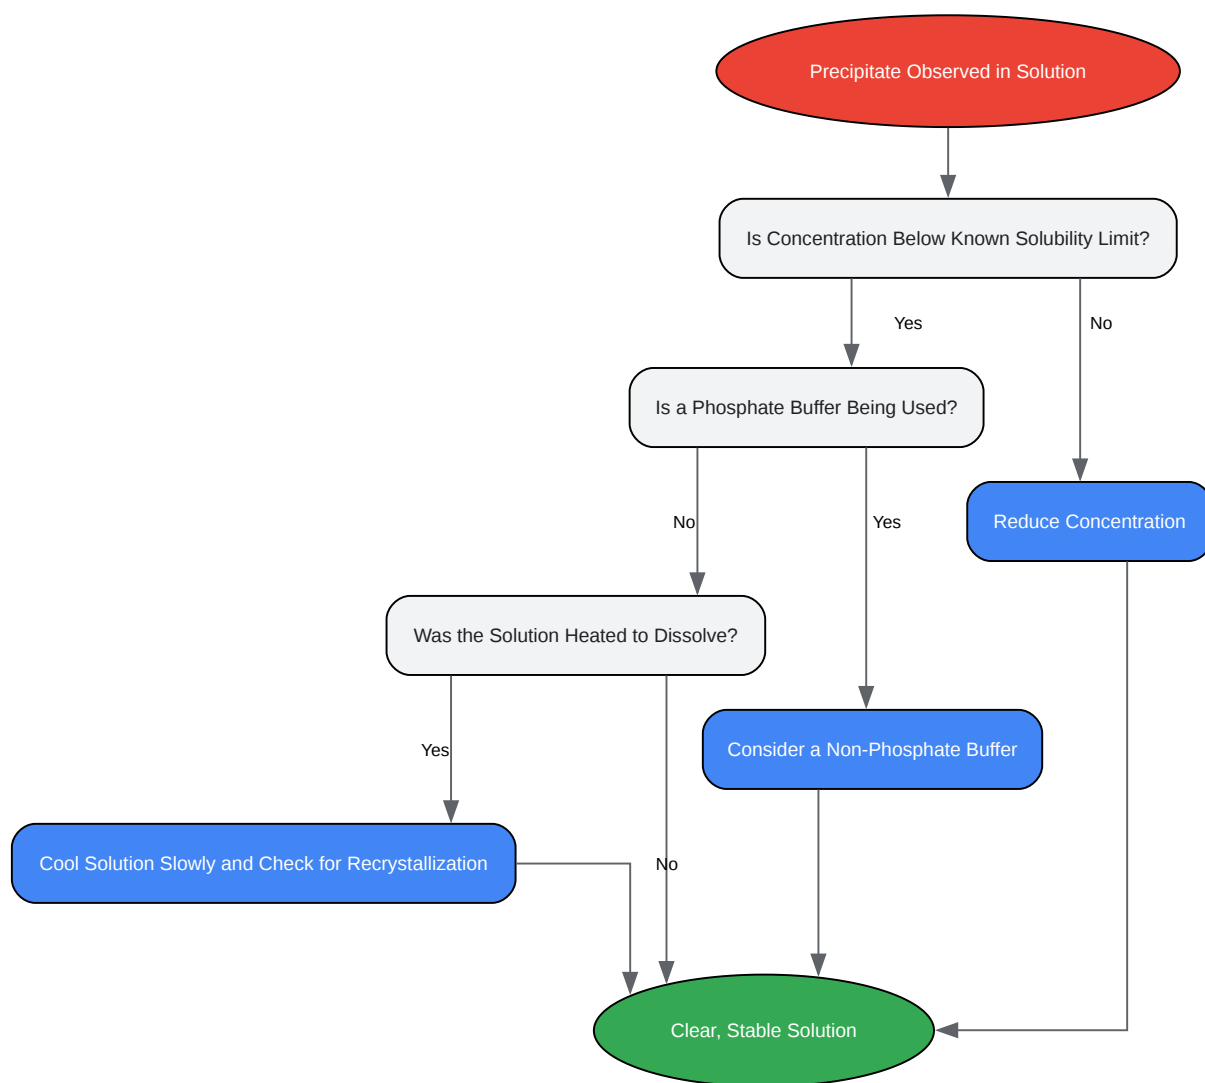 Precipitate Observed in Solution
Is Concentration Below Known Solubility Limit?
Yes
No
Is a Phosphate Buffer Being Used?
No
Yes
Reduce Concentration
Was the Solution Heated to Dissolve?
Yes
Consider a Non-Phosphate Buffer
Cool Solution Slowly and Check for Recrystallization
No
Clear, Stable Solution